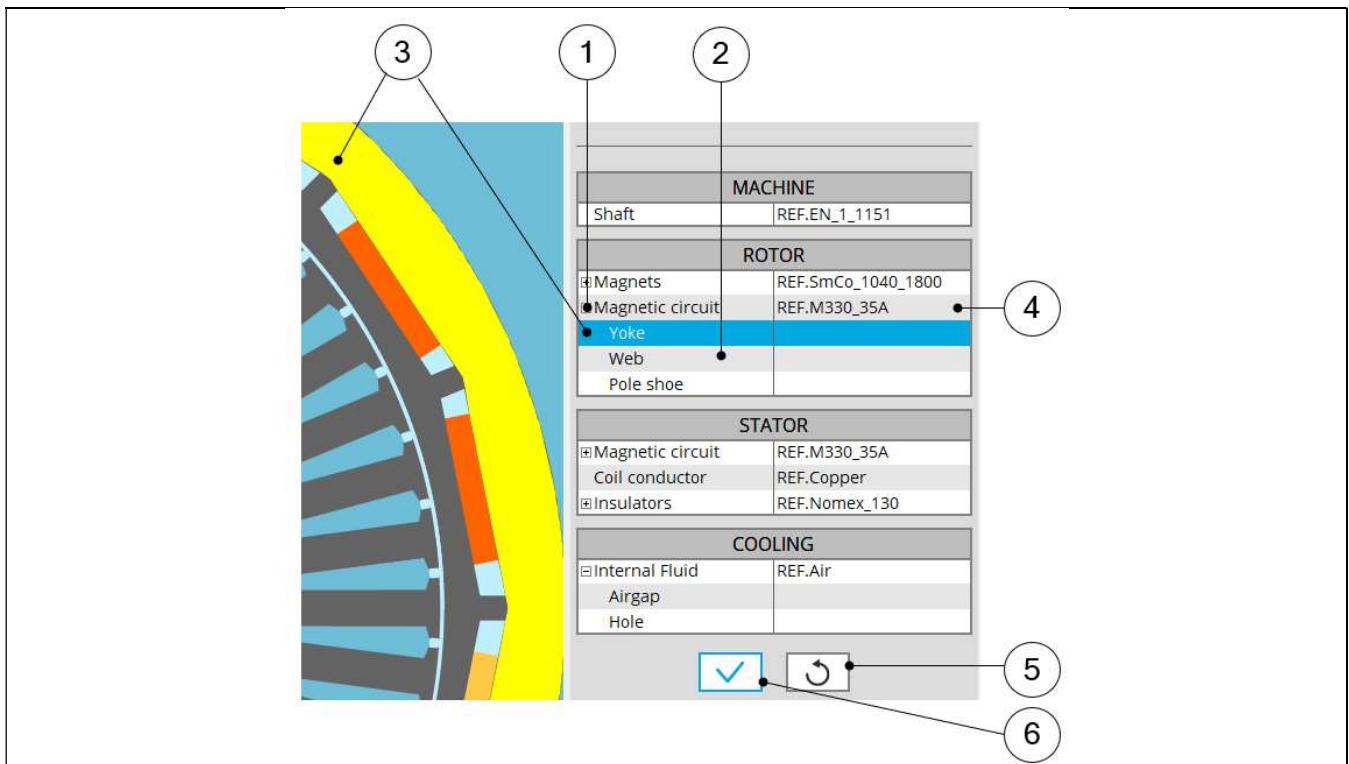 3 1 2
MACHINE
Shaft REF.EN_1_1151
ROTOR
Magnets REF.SmCo_1040_1800
Magnetic circuit REF.M330_35A
4
Yoke
Web
Pole shoe
STATOR
Magnetic circuit REF.M330_35A
Coil conductor REF.Copper
Insulators REF.Nomex_130
COOLING
Internal Fluid REF.Air
Airgap
Hole
5
6